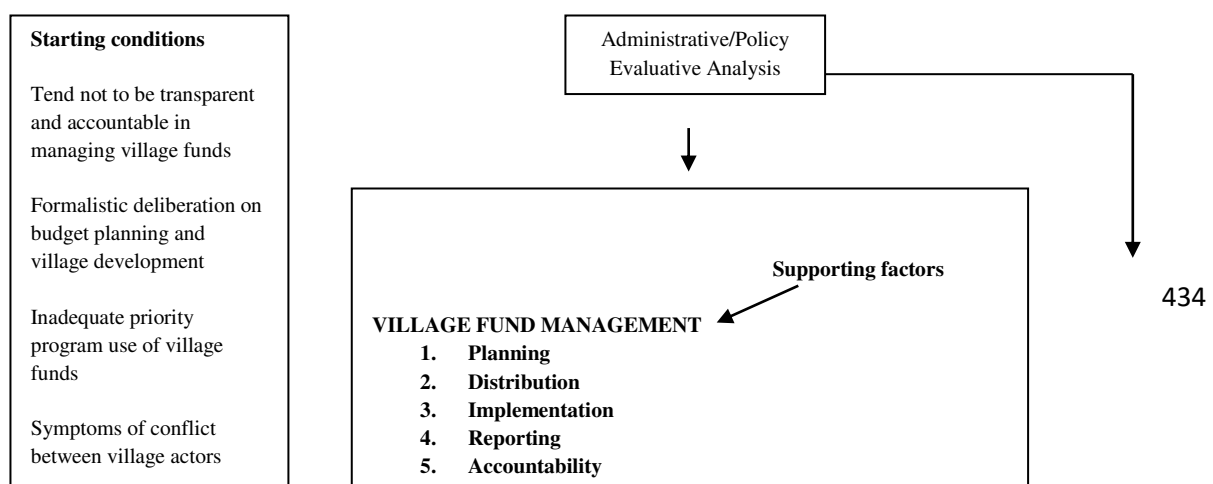 Starting conditions
Tend not to be transparent
and accountable in
managing village funds
Formalistic deliberation on
budget planning and
village development
Inadequate priority
program use of village
funds
Symptoms of conflict
between village actors
Administrative/Policy
Evaluative Analysis
Supporting factors
VILLAGE FUND MANAGEMENT
1. Planning
2. Distribution
3. Implementation
4. Reporting
5. Accountability
434